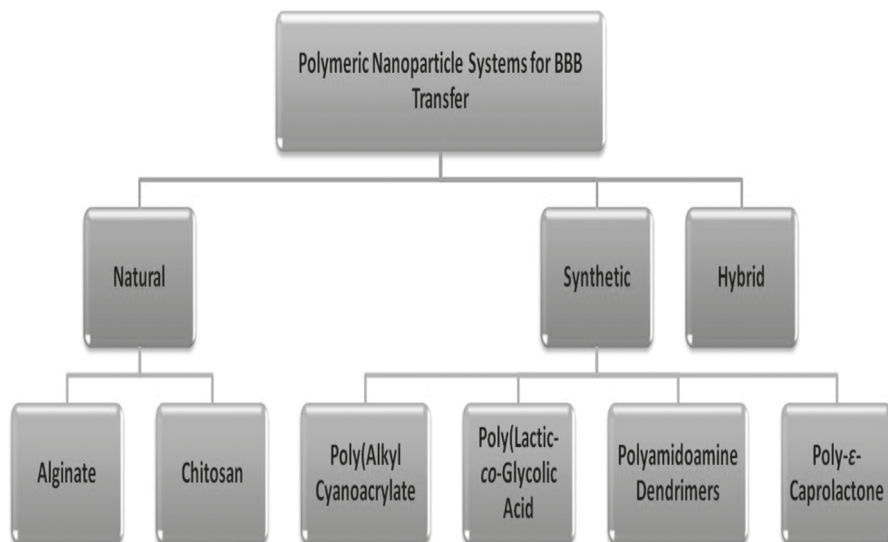 Polymeric Nanoparticle Systems for BBB
Transfer
Natural
Synthetic
Hybrid
Alginate
Chitosan
Poly(Alkyl
Cyanoacrylate
Poly(Lactic-
co-Glycolic
Acid
Polyamidoamine
Dendrimers
Poly-ε-
Caprolactone